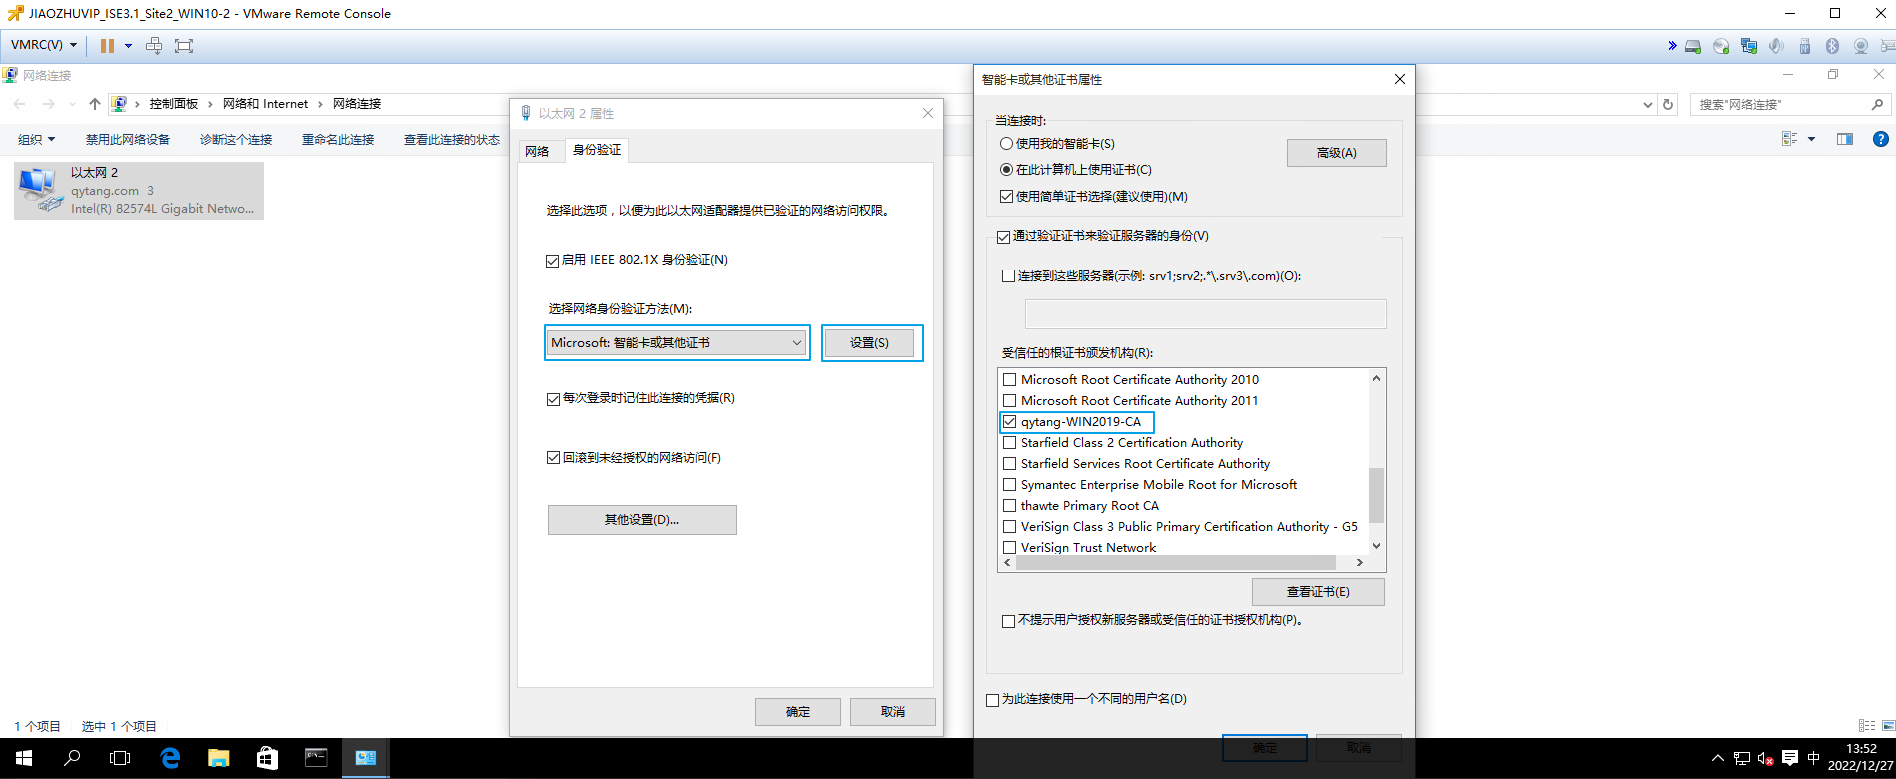 JIAOZHUVIP_ISE3.1_Site2_WIN10-2 - VMware Remote Console
VMRC(V)
网络连接
控制面板 › 网络和 Internet › 网络连接
搜索"网络连接"
组织 禁用此网络设备 诊断这个连接 重命名此连接 查看此连接的状态
以太网 2
qytang.com 3
Intel(R) 82574L Gigabit Netwo...
以太网 2 属性
网络 身份验证
选择此选项，以便为此以太网适配器提供已验证的网络访问权限。
启用 IEEE 802.1X 身份验证(N)
选择网络身份验证方法(M):
Microsoft: 智能卡或其他证书
设置(S)
每次登录时记住此连接的凭据(R)
回滚到未经授权的网络访问(F)
其他设置(D)...
确定 取消
智能卡或其他证书属性
当连接时:
使用我的智能卡(S)
高级(A)
在此计算机上使用证书(C)
使用简单证书选择(建议使用)(M)
通过验证证书来验证服务器的身份(V)
连接到这些服务器(示例: srv1;srv2;.*\.srv3\.com)(O):
受信任的根证书颁发机构(R):
Microsoft Root Certificate Authority 2010
Microsoft Root Certificate Authority 2011
qytang-WIN2019-CA
Starfield Class 2 Certification Authority
Starfield Services Root Certificate Authority
Symantec Enterprise Mobile Root for Microsoft
thawte Primary Root CA
VeriSign Class 3 Public Primary Certification Authority - G5
VeriSign Trust Network
查看证书(E)
不提示用户授权新服务器或受信任的证书授权机构(P)。
为此连接使用一个不同的用户名(D)
确定 取消
1 个项目 选中 1 个项目
中
13:52
2022/12/27